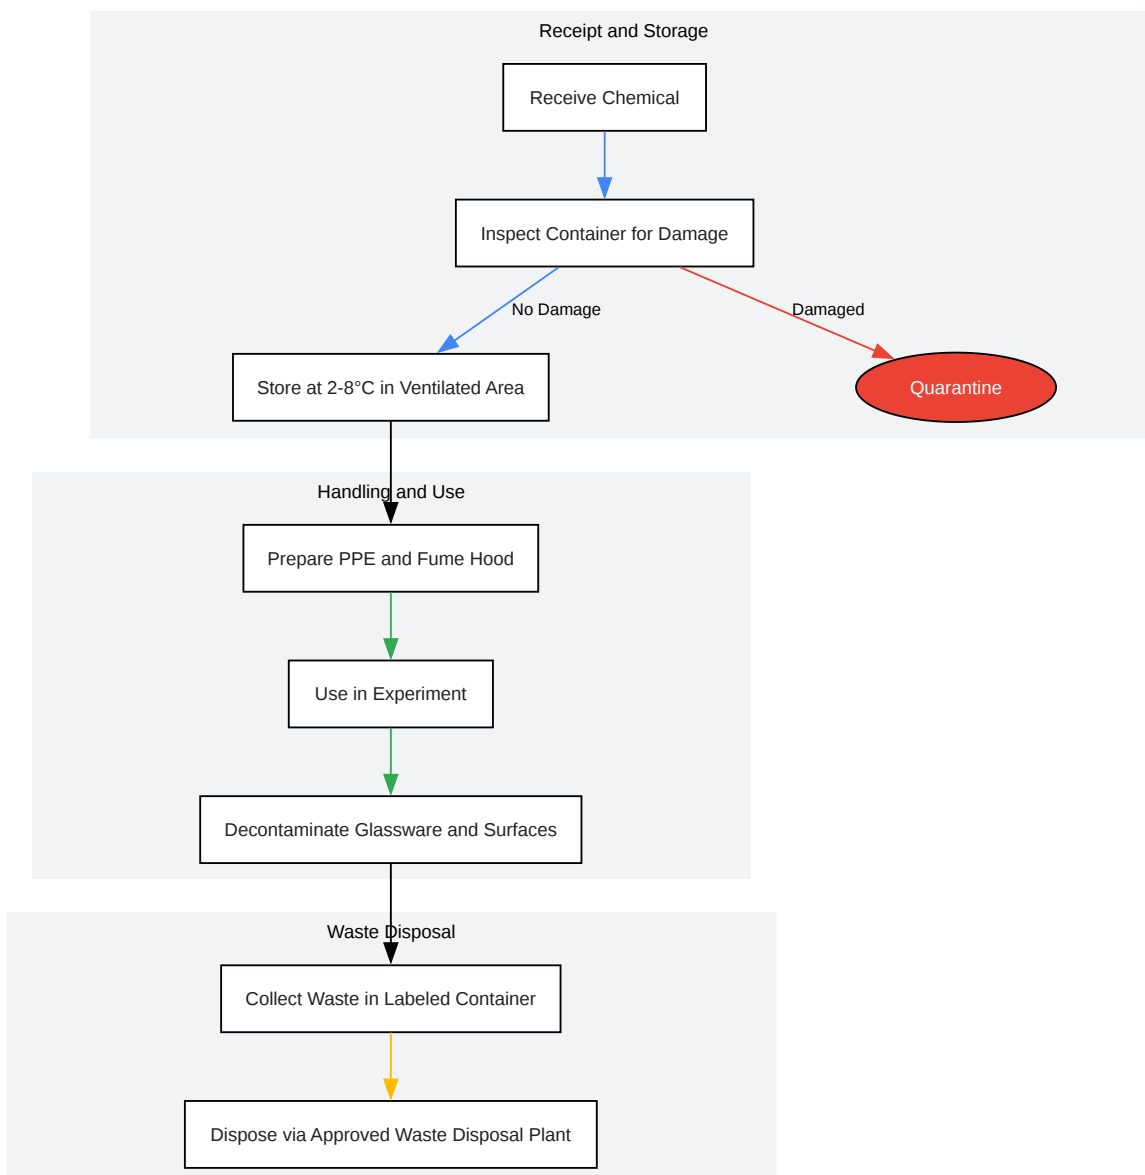 Receipt and Storage
Receive Chemical
Inspect Container for Damage
No Damage
Damaged
Store at 2-8°C in Ventilated Area
Quarantine
Handling and Use
Prepare PPE and Fume Hood
Use in Experiment
Decontaminate Glassware and Surfaces
Waste Disposal
Collect Waste in Labeled Container
Dispose via Approved Waste Disposal Plant